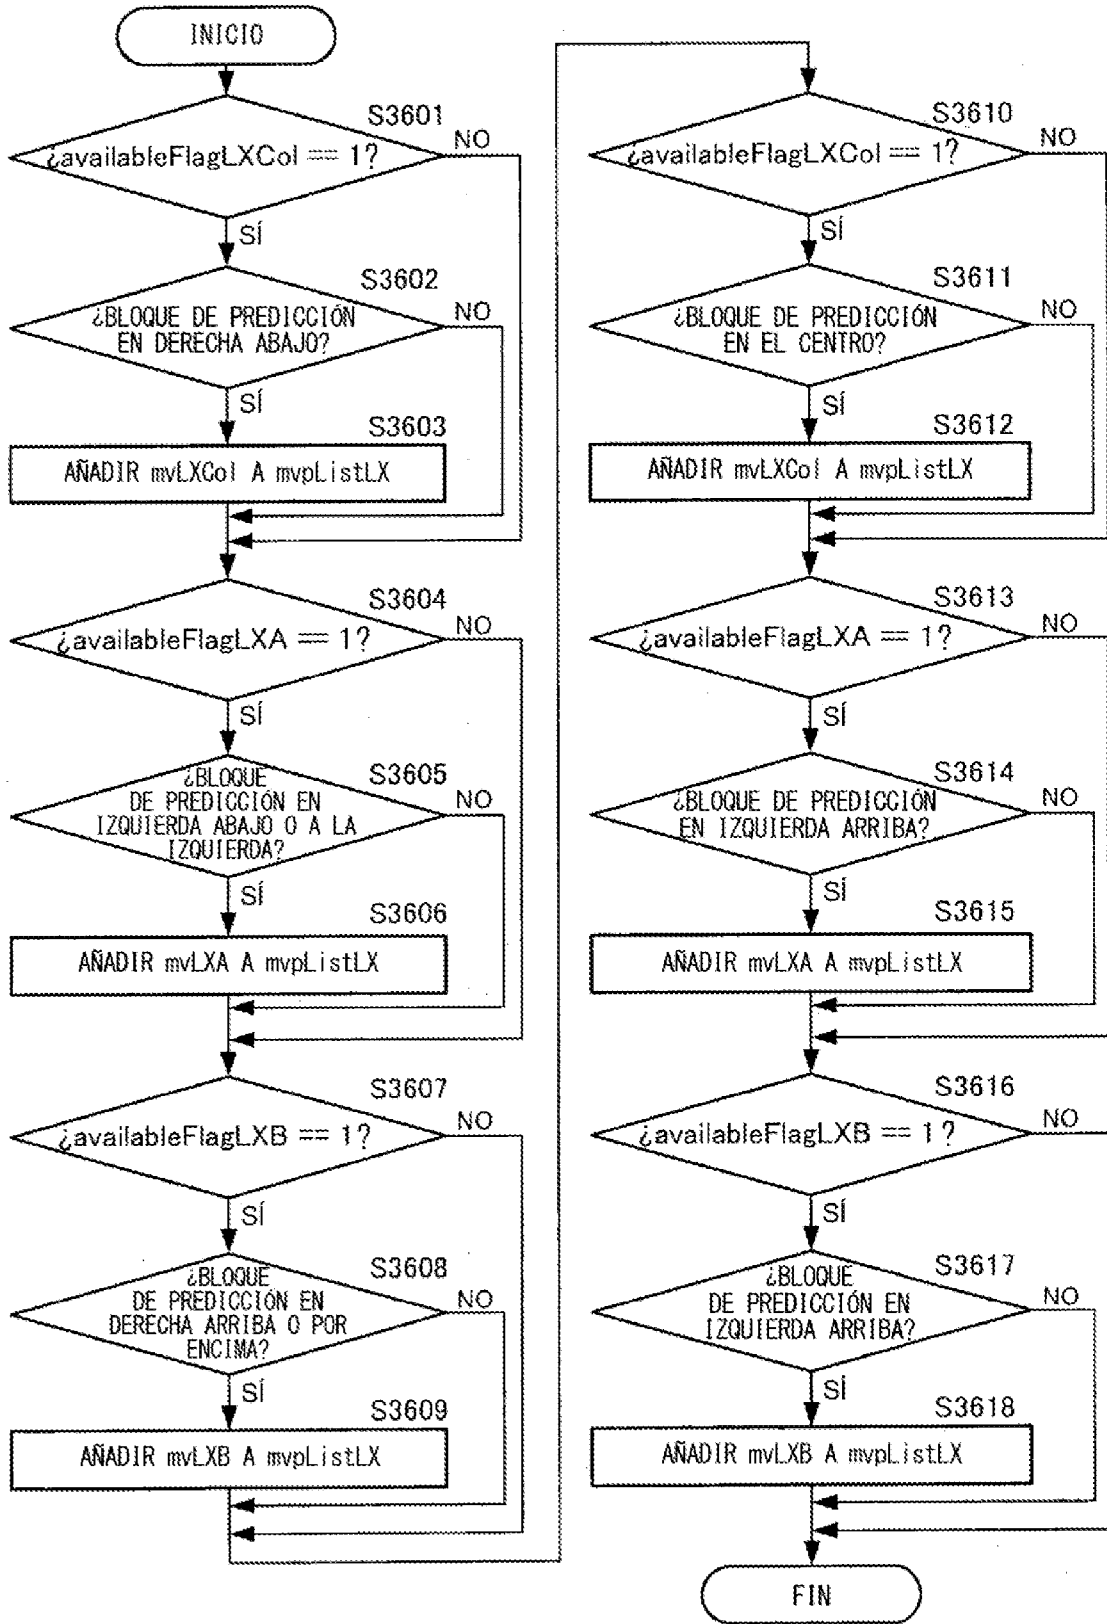 INICIO
S3601
¿availableFlagLXCol == 1?
NO
SÍ
S3602
¿BLOQUE DE PREDICCIÓN
EN DERECHA ABAJO?
NO
SÍ
S3603
AÑADIR mvLXCol A mvpListLX
S3604
¿availableFlagLXA == 1?
NO
SÍ
S3605
¿BLOQUE
DE PREDICCIÓN EN
IZQUIERDA ABAJO O A LA
IZQUIERDA?
NO
SÍ
S3606
AÑADIR mvLXA A mvpListLX
S3607
¿availableFlagLXB == 1?
NO
SÍ
S3608
¿BLOQUE
DE PREDICCIÓN EN
DERECHA ARRIBA O POR
ENCIMA?
NO
SÍ
S3609
AÑADIR mvLXB A mvpListLX
S3610
¿availableFlagLXCol == 1?
NO
SÍ
S3611
¿BLOQUE DE PREDICCIÓN
EN EL CENTRO?
NO
SÍ
S3612
AÑADIR mvLXCol A mvpListLX
S3613
¿availableFlagLXA == 1?
NO
SÍ
S3614
¿BLOQUE DE PREDICCIÓN
EN IZQUIERDA ARRIBA?
NO
SÍ
S3615
AÑADIR mvLXA A mvpListLX
S3616
¿availableFlagLXB == 1?
NO
SÍ
S3617
¿BLOQUE
DE PREDICCIÓN EN
IZQUIERDA ARRIBA?
NO
SÍ
S3618
AÑADIR mvLXB A mvpListLX
FIN